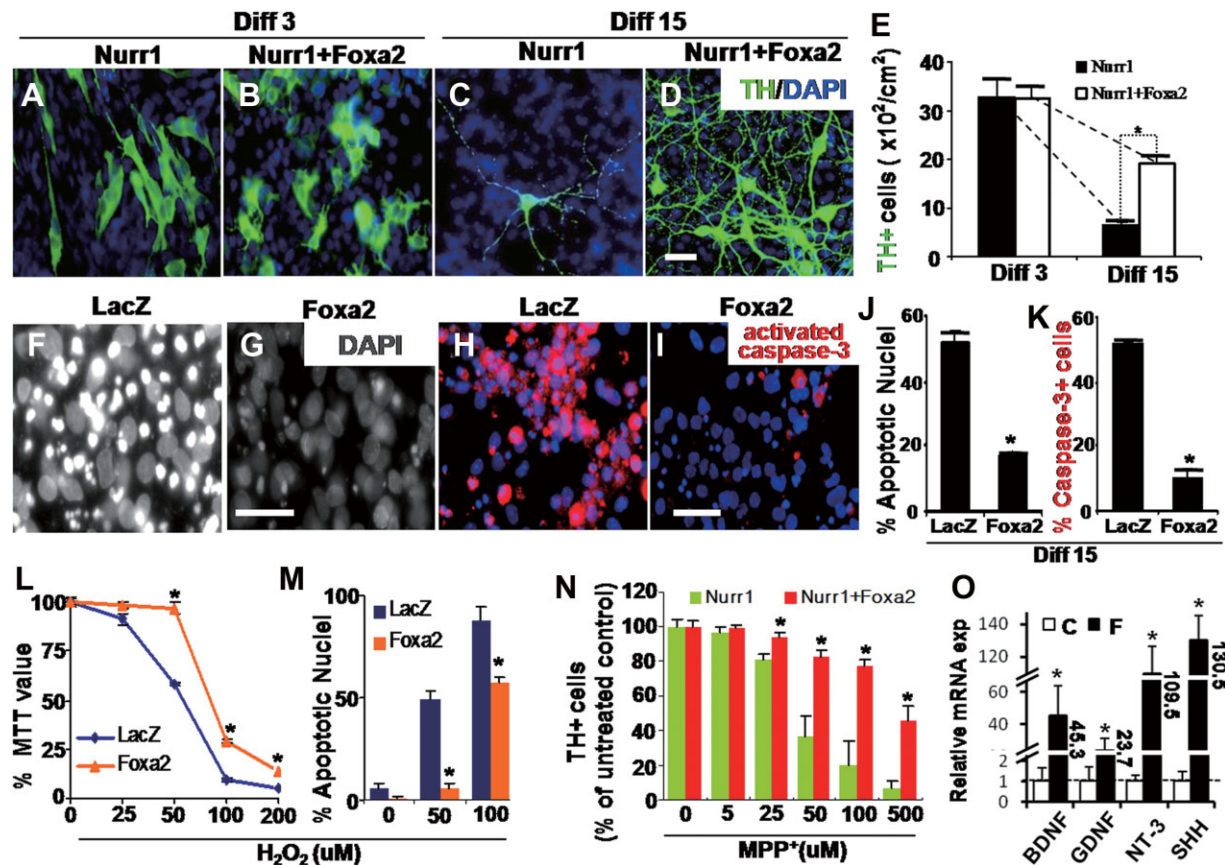 Diff 3
Diff 15
Nurr1
Nurr1+Foxa2
Nurr1
Nurr1+Foxa2
A
B
C
D
TH/DAPI
E
TH+ cells ( x10²/cm²)
40
30
20
10
0
Nurr1
Nurr1+Foxa2
*
Diff 3
Diff 15
LacZ
Foxa2
LacZ
Foxa2
F
G
DAPI
H
I
activated
caspase-3
J
% Apoptotic Nuclei
60
40
20
0
*
LacZ
Foxa2
K
% Caspase-3+ cells
60
40
20
0
*
LacZ
Foxa2
Diff 15
L
% MTT value
100
75
50
25
0
*
*
*
LacZ
Foxa2
0
25
50
100
200
M
% Apoptotic Nuclei
100
50
0
LacZ
Foxa2
*
*
0
50
100
H₂O₂ (uM)
N
TH+ cells
(% of untreated control)
120
100
80
60
40
20
0
Nurr1
Nurr1+Foxa2
*
*
*
*
0
5
25
50
100
500
MPP⁺(uM)
O
Relative mRNA exp
140
120
60
40
2
1
0
C
F
*
*
*
*
45.3
23.7
109.5
130.5
BDNF
GDNF
NT-3
SHH